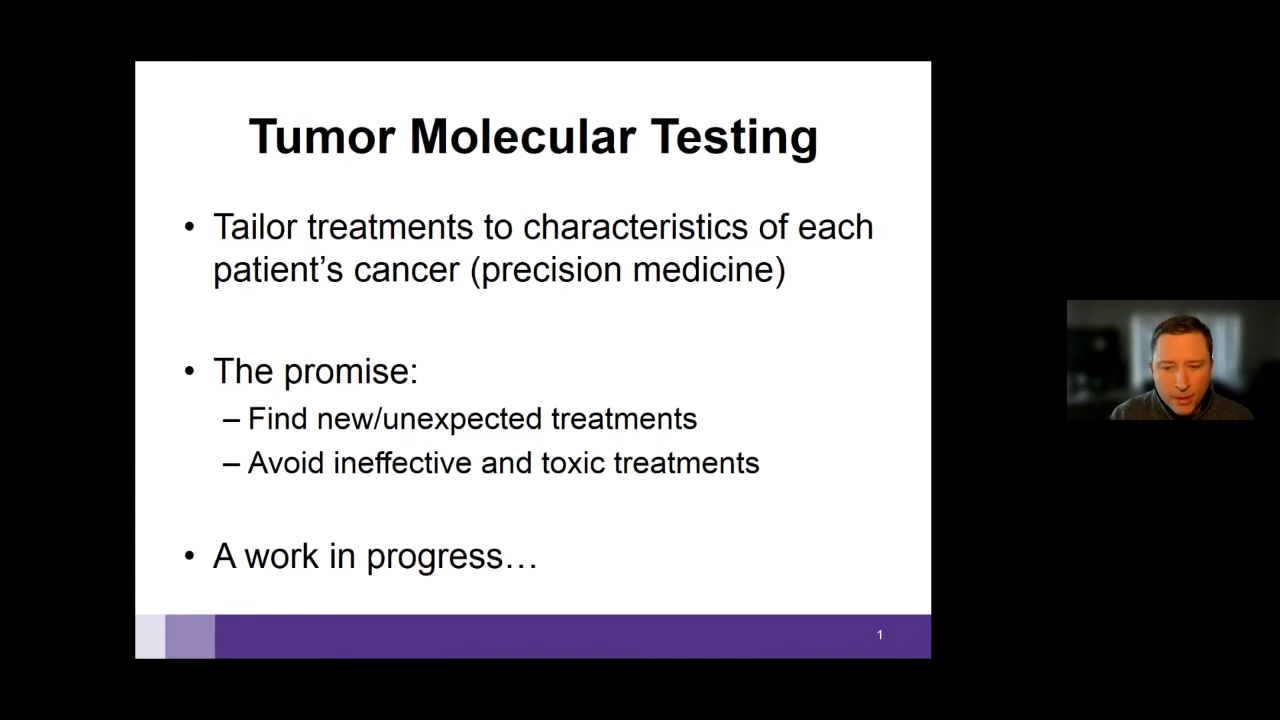 Tumor Molecular Testing
• Tailor treatments to characteristics of each
patient’s cancer (precision medicine)
• The promise:
– Find new/unexpected treatments
– Avoid ineffective and toxic treatments
• A work in progress…
1